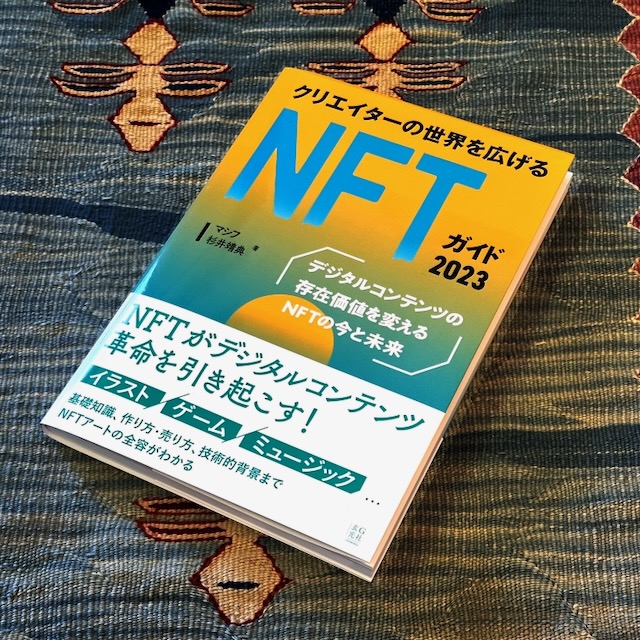 クリエイターの世界を広げる
NFT
ガイド
2023
マシフ
杉井靖典 著
デジタルコンテンツの
存在価値を変える
NFTの今と未来
NFTがデジタルコンテンツ
革命を引き起こす!
イラスト/ゲーム/ミュージック…
基礎知識、作り方・売り方、技術的背景まで
NFTアートの全容がわかる
玄光社